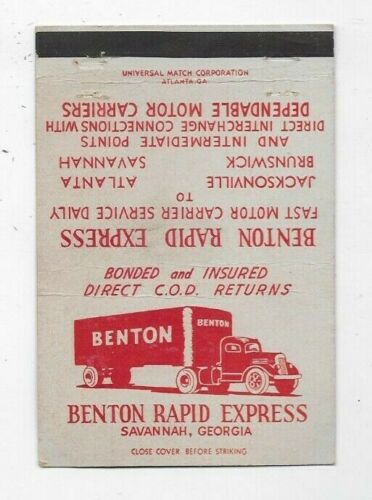 UNIVERSAL MATCH CORPORATION
ATLANTA, GA
BENTON RAPID EXPRESS
FAST MOTOR CARRIER SERVICE DAILY
TO
JACKSONVILLE ATLANTA
BRUNSWICK SAVANNAH
AND INTERMEDIATE POINTS
DIRECT INTERCHANGE CONNECTIONS WITH
DEPENDABLE MOTOR CARRIERS
BONDED and INSURED
DIRECT C.O.D. RETURNS
BENTON BENTON
BENTON RAPID EXPRESS
SAVANNAH, GEORGIA
CLOSE COVER BEFORE STRIKING